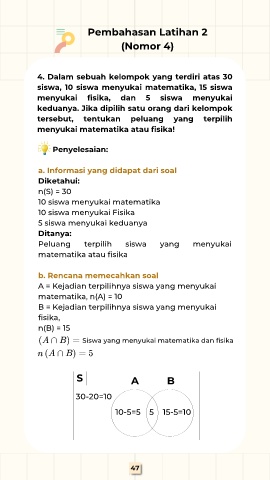 Pembahasan Latihan 2
(Nomor 4)
4. Dalam sebuah kelompok yang terdiri atas 30
siswa, 10 siswa menyukai matematika, 15 siswa
menyukai fisika, dan 5 siswa menyukai
keduanya. Jika dipilih satu orang dari kelompok
tersebut, tentukan peluang yang terpilih
menyukai matematika atau fisika!
Penyelesaian:
a. Informasi yang didapat dari soal
Diketahui:
n(S) = 30
10 siswa menyukai matematika
10 siswa menyukai Fisika
5 siswa menyukai keduanya
Ditanya:
Peluang terpilih siswa yang menyukai
matematika atau fisika
b. Rencana memecahkan soal
A = Kejadian terpilihnya siswa yang menyukai
matematika, n(A) = 10
B = Kejadian terpilihnya siswa yang menyukai
fisika,
n(B) = 15
(A ∩ B) = Siswa yang menyukai matematika dan fisika
n (A ∩ B) = 5
S A B
30-20=10
10-5=5 5 15-5=10
47